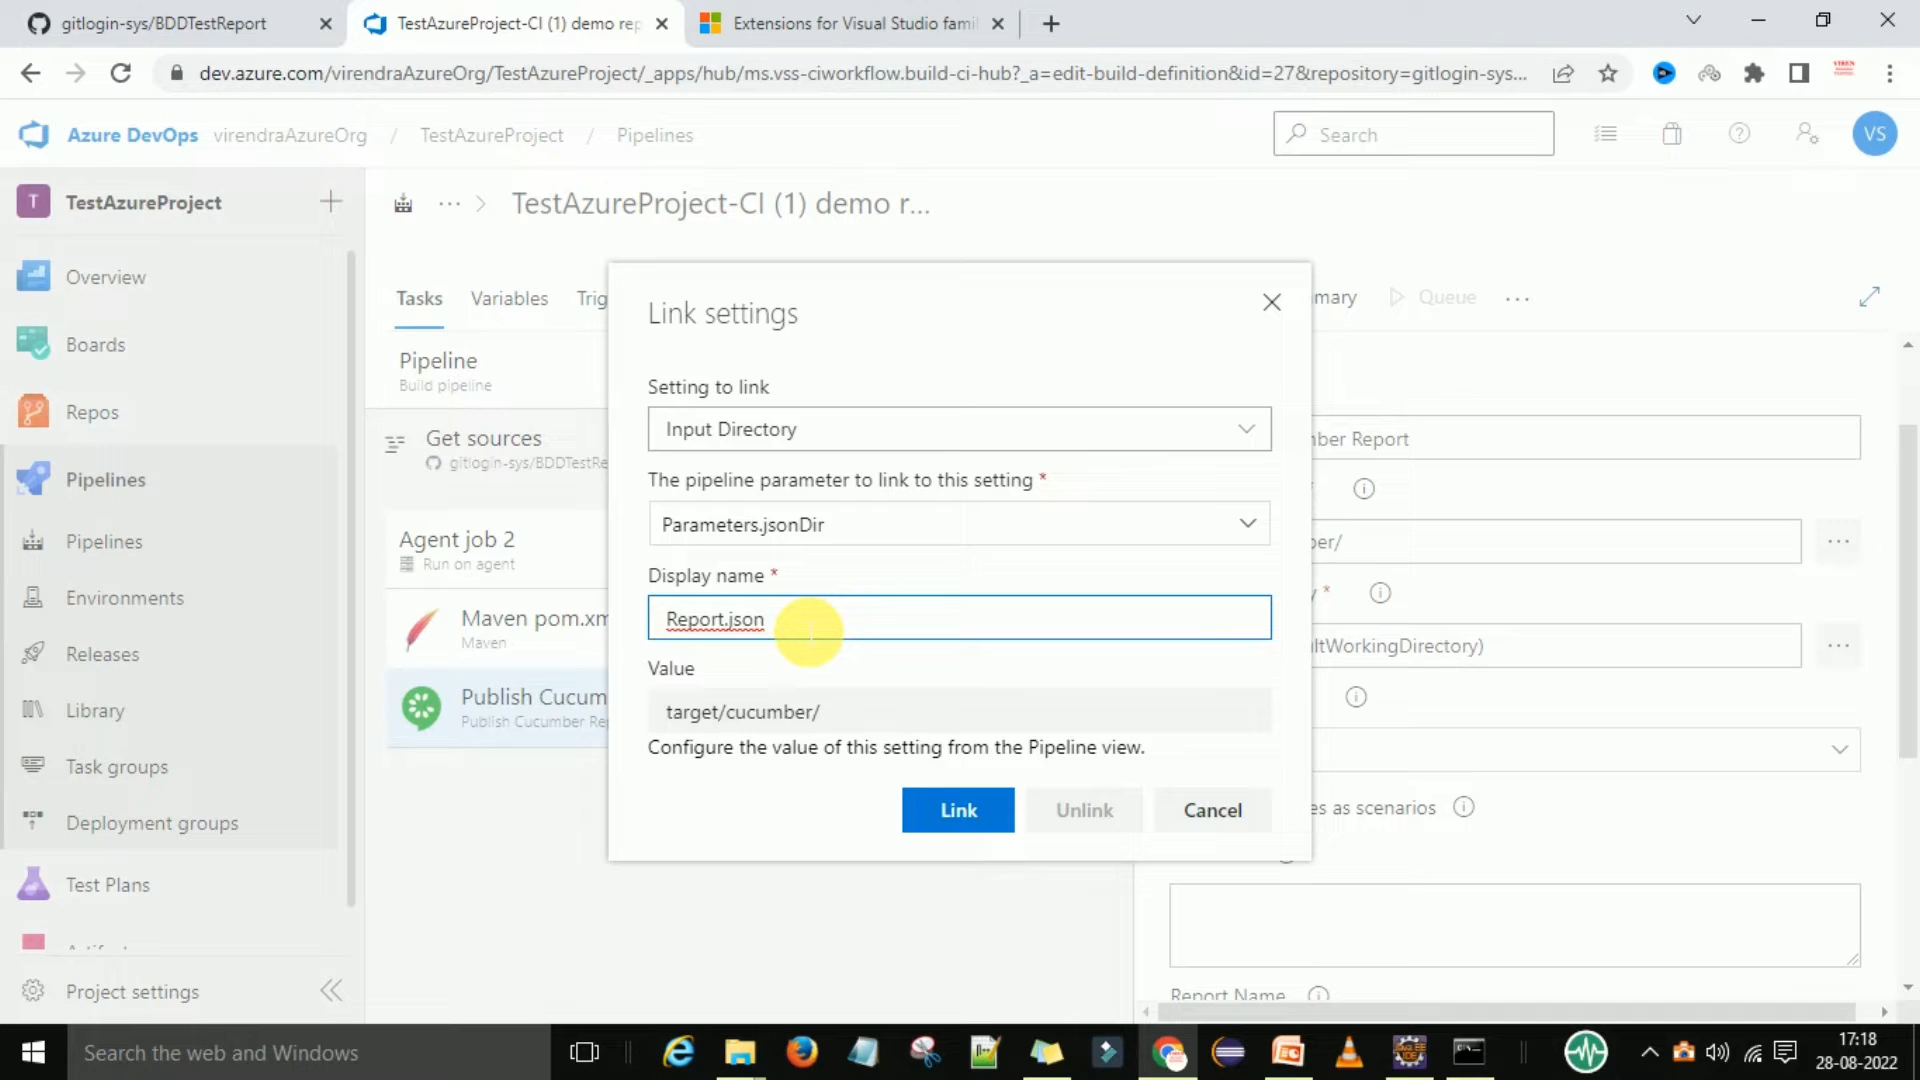 gitlogin-sys/BDDTestReport
TestAzureProject-CI (1) demo rep
Extensions for Visual Studio fami
dev.azure.com/virendraAzureOrg/TestAzureProject/_apps/hub/ms.vss-ciworkflow.build-ci-hub?_a=edit-build-definition&id=27&repository=gitlogin-sys...
Azure DevOps virendraAzureOrg / TestAzureProject / Pipelines
Search
VS
T TestAzureProject
TestAzureProject-CI (1) demo r...
Overview
Boards
Repos
Pipelines
Pipelines
Environments
Releases
Library
Task groups
Deployment groups
Test Plans
Project settings
Tasks Variables Trig
mary Queue
Pipeline
Build pipeline
Get sources
gitlogin-sys/BDDTestRe
Agent job 2
Run on agent
Maven pom.xm
Maven
Publish Cucum
Publish Cucumber Re
Link settings
Setting to link
Input Directory
The pipeline parameter to link to this setting *
Parameters.jsonDir
Display name *
Report.json
Value
target/cucumber/
Configure the value of this setting from the Pipeline view.
Link Unlink Cancel
ber Report
er/
ltWorkingDirectory)
es as scenarios
Report Name
Search the web and Windows
17:18
28-08-2022